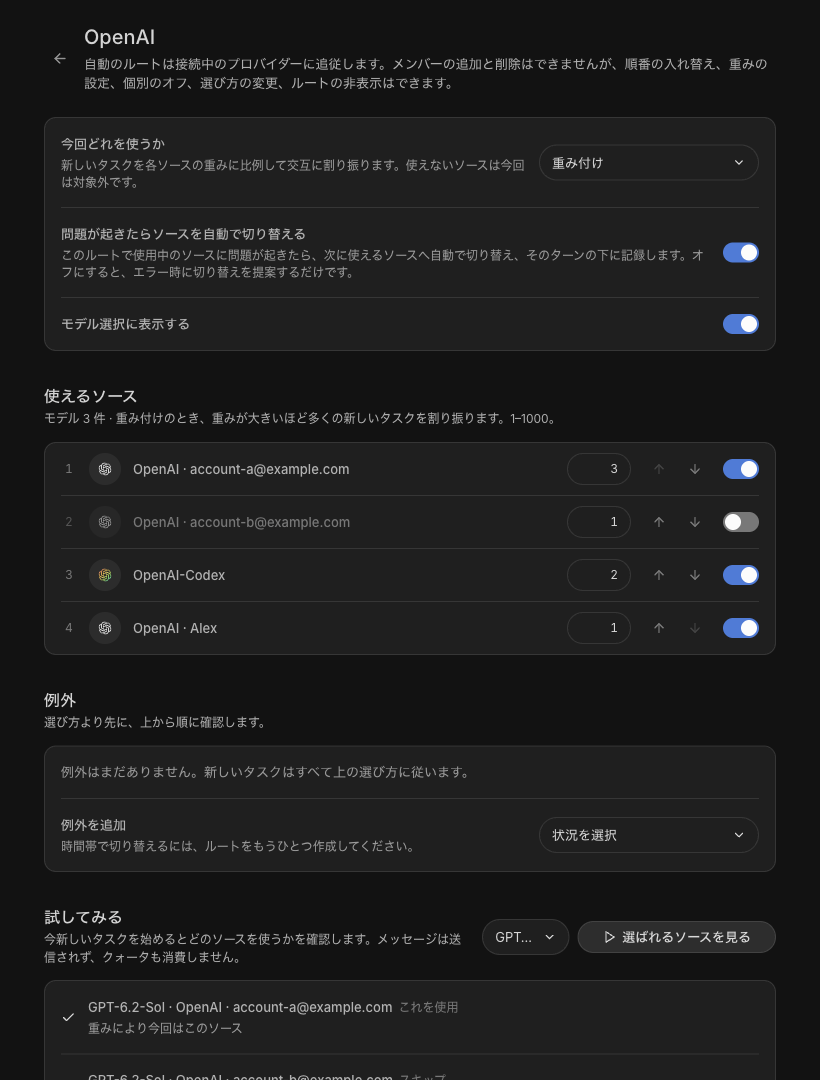 OpenAI
自動のルートは接続中のプロバイダーに追従します。メンバーの追加と削除はできませんが、順番の入れ替え、重みの
設定、個別のオフ、選び方の変更、ルートの非表示はできます。
今回どれを使うか
新しいタスクを各ソースの重みに比例して交互に割り振ります。使えないソースは今回
は対象外です。
重み付け
問題が起きたらソースを自動で切り替える
このルートで使用中のソースに問題が起きたら、次に使えるソースへ自動で切り替え、そのターンの下に記録します。オ
フにすると、エラー時に切り替えを提案するだけです。
モデル選択に表示する
使えるソース
モデル 3 件 · 重み付けのとき、重みが大きいほど多くの新しいタスクを割り振ります。1–1000。
1 OpenAI · account-a@example.com 3
2 OpenAI · account-b@example.com 1
3 OpenAI-Codex 2
4 OpenAI · Alex 1
例外
選び方より先に、上から順に確認します。
例外はまだありません。新しいタスクはすべて上の選び方に従います。
例外を追加
時間帯で切り替えるには、ルートをもうひとつ作成してください。
状況を選択
試してみる
今新しいタスクを始めるとどのソースを使うかを確認します。メッセージは送
信されず、クォータも消費しません。
GPT... 選ばれるソースを見る
GPT-6.2-Sol · OpenAI · account-a@example.com これを使用
重みにより今回はこのソース
GPT-6.2-Sol · OpenAI · account-b@example.com スキップ